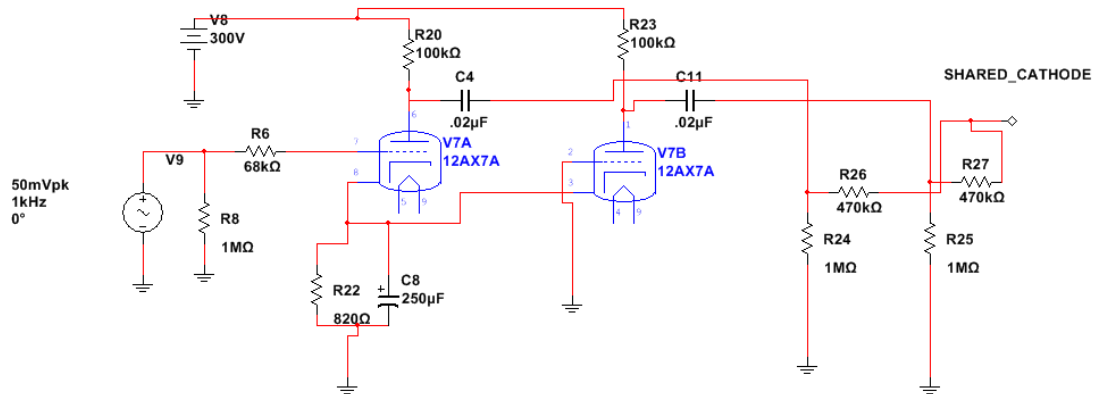 V8
300V
R20
100kΩ
R23
100kΩ
C4
.02µF
C11
.02µF
SHARED_CATHODE
6
1
R6
68kΩ
7
V7A
12AX7A
2
V7B
12AX7A
V9
8
3
R27
470kΩ
R26
470kΩ
50mVpk
1kHz
0°
5
9
4
9
R8
1MΩ
R24
1MΩ
R25
1MΩ
R22
820Ω
C8
250µF
+